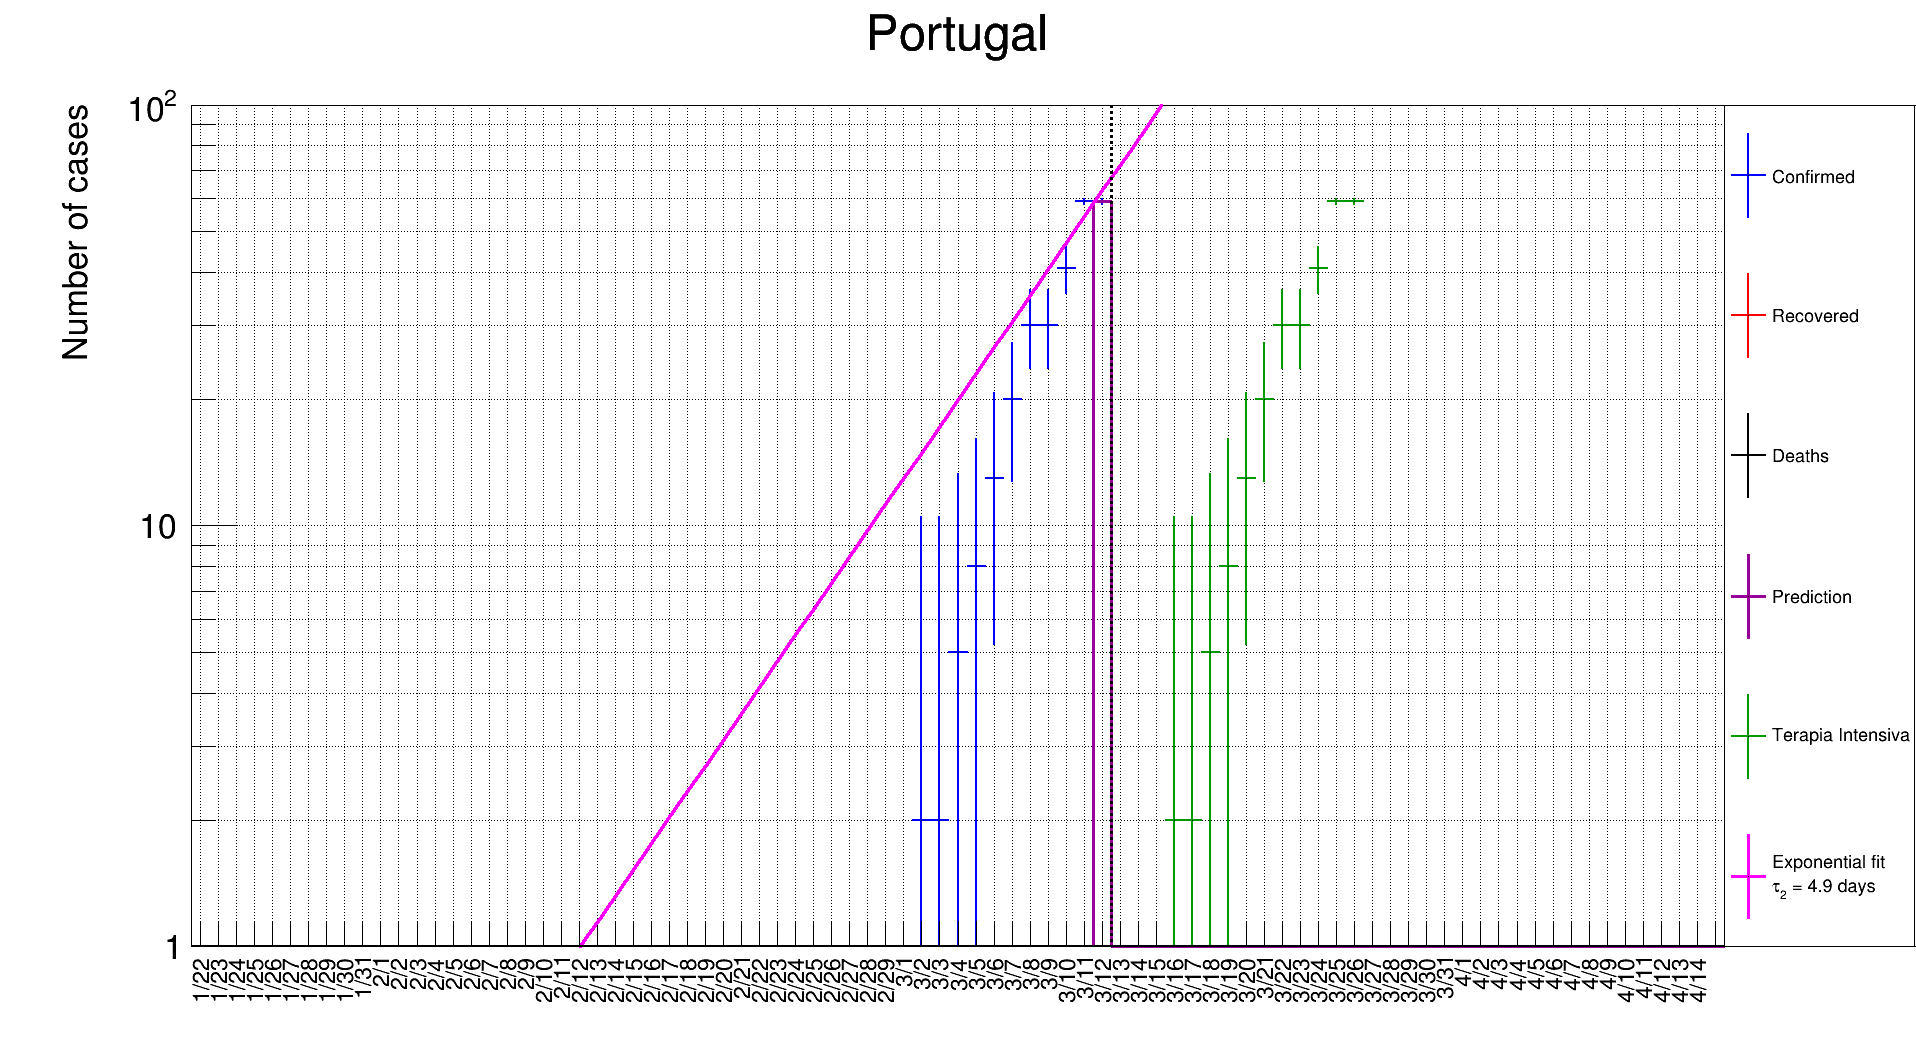 Portugal
Number of cases
10²
10
1
1/22 1/23 1/24 1/25 1/26 1/27 1/28 1/29 1/30 1/31 2/1 2/2 2/3 2/4 2/5 2/6 2/7 2/8 2/9 2/10 2/11 2/12 2/13 2/14 2/15 2/16 2/17 2/18 2/19 2/20 2/21 2/22 2/23 2/24 2/25 2/26 2/27 2/28 2/29 3/1 3/2 3/3 3/4 3/5 3/6 3/7 3/8 3/9 3/10 3/11 3/12 3/13 3/14 3/15 3/16 3/17 3/18 3/19 3/20 3/21 3/22 3/23 3/24 3/25 3/26 3/27 3/28 3/29 3/30 3/31 4/1 4/2 4/3 4/4 4/5 4/6 4/7 4/8 4/9 4/10 4/11 4/12 4/13 4/14
Confirmed
Recovered
Deaths
Prediction
Terapia Intensiva
Exponential fit
τ₂ = 4.9 days